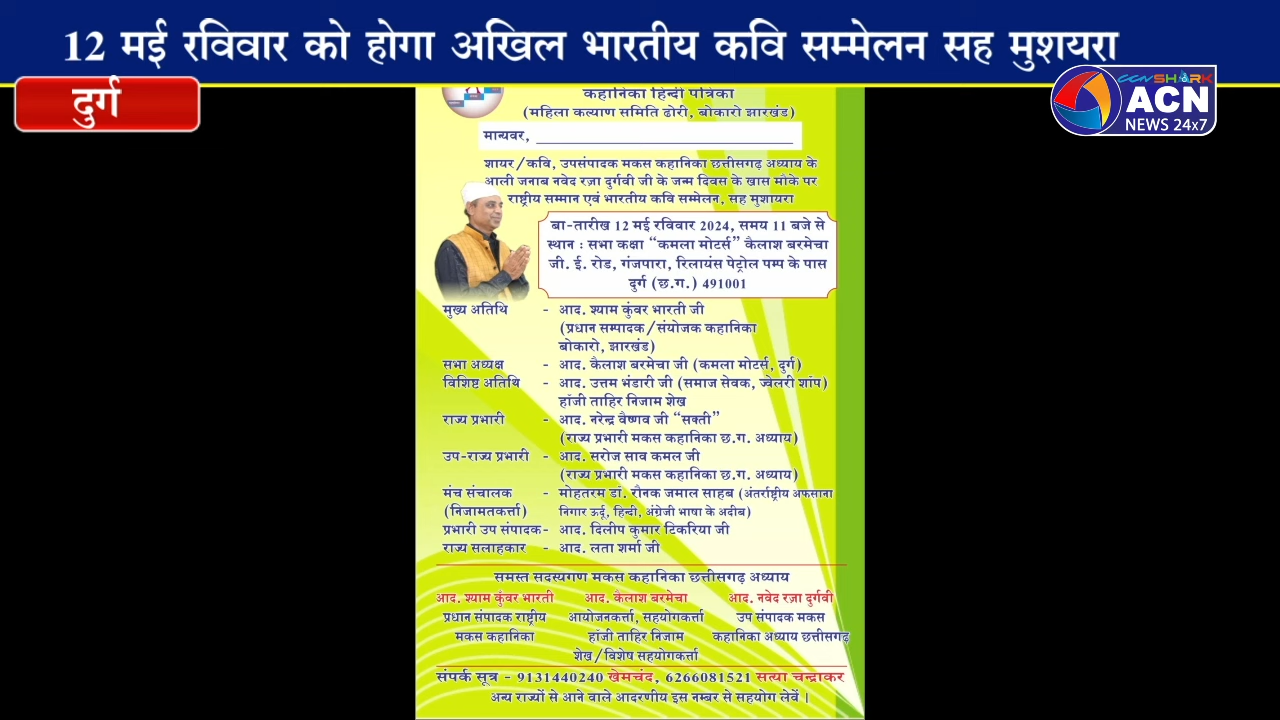 12 मई रविवार को होगा अखिल भारतीय कवि सम्मेलन सह मुशयरा
दुर्ग
CCN SHARK
ACN
NEWS 24x7
कहानिका हिन्दी पत्रिका
(महिला कल्याण समिति ढोरी, बोकारो झारखंड)
मान्यवर,
शायर/कवि, उपसंपादक मकस कहानिका छत्तीसगढ़ अध्याय के
आली जनाब नवेद रज़ा दुर्गवी जी के जन्म दिवस के खास मौके पर
राष्ट्रीय सम्मान एवं भारतीय कवि सम्मेलन, सह मुशायरा
बा-तारीख 12 मई रविवार 2024, समय 11 बजे से
स्थान : सभा कक्षा "कमला मोटर्स" कैलाश बरमेचा
जी. ई. रोड, गंजपारा, रिलायंस पेट्रोल पम्प के पास
दुर्ग (छ.ग.) 491001
मुख्य अतिथि - आद. श्याम कुंवर भारती जी
(प्रधान सम्पादक/संयोजक कहानिका
बोकारो, झारखंड)
सभा अध्यक्ष - आद. कैलाश बरमेचा जी (कमला मोटर्स, दुर्ग)
विशिष्ट अतिथि - आद. उत्तम भंडारी जी (समाज सेवक, ज्वेलरी शॉप)
हॉजी ताहिर निजाम शेख
राज्य प्रभारी - आद. नरेन्द्र वैष्णव जी "सक्ती"
(राज्य प्रभारी मकस कहानिका छ.ग. अध्याय)
उप-राज्य प्रभारी - आद. सरोज साव कमल जी
(राज्य प्रभारी मकस कहानिका छ.ग. अध्याय)
मंच संचालक - मोहतरम डॉ. रौनक जमाल साहब (अंतर्राष्ट्रीय अफसाना
(निजामतकर्त्ता) निगार ऊर्दू, हिन्दी, अंग्रेजी भाषा के अदीब)
प्रभारी उप संपादक- आद. दिलीप कुमार टिकरिया जी
राज्य सलाहकार - आद. लता शर्मा जी
समस्त सदस्यगण मकस कहानिका छत्तीसगढ़ अध्याय
आद. श्याम कुंवर भारती आद. कैलाश बरमेचा आद. नवेद रज़ा दुर्गवी
प्रधान संपादक राष्ट्रीय आयोजनकर्त्ता, सहयोगकर्त्ता उप संपादक मकस
मकस कहानिका हॉजी ताहिर निजाम कहानिका अध्याय छत्तीसगढ़
शेख/विशेष सहयोगकर्त्ता
संपर्क सूत्र - 9131440240 खेमचंद, 6266081521 सत्या चन्द्राकर
अन्य राज्यों से आने वाले आदरणीय इस नम्बर से सहयोग लेवें ।